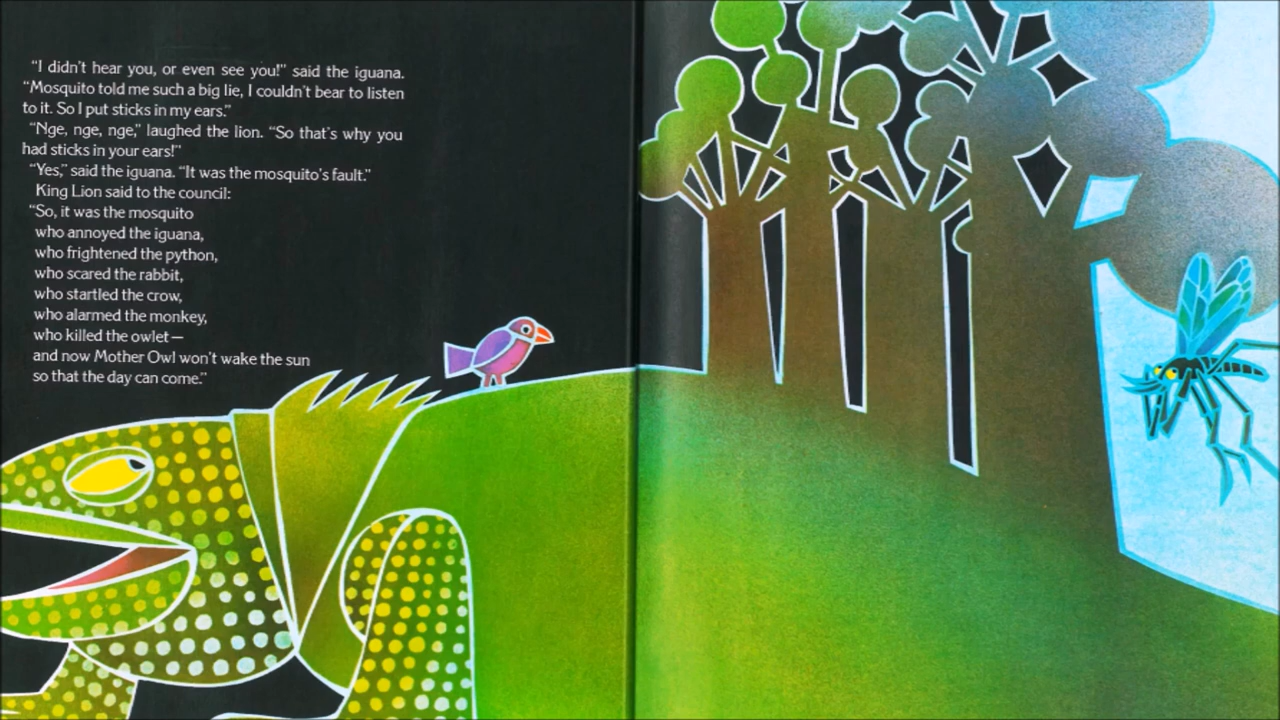 “I didn’t hear you, or even see you!” said the iguana.
“Mosquito told me such a big lie, I couldn’t bear to listen
to it. So I put sticks in my ears.”
“Nge, nge, nge,” laughed the lion. “So that’s why you
had sticks in your ears!”
“Yes,” said the iguana. “It was the mosquito’s fault.”
King Lion said to the council:
“So, it was the mosquito
who annoyed the iguana,
who frightened the python,
who scared the rabbit,
who startled the crow,
who alarmed the monkey,
who killed the owlet—
and now Mother Owl won’t wake the sun
so that the day can come.”